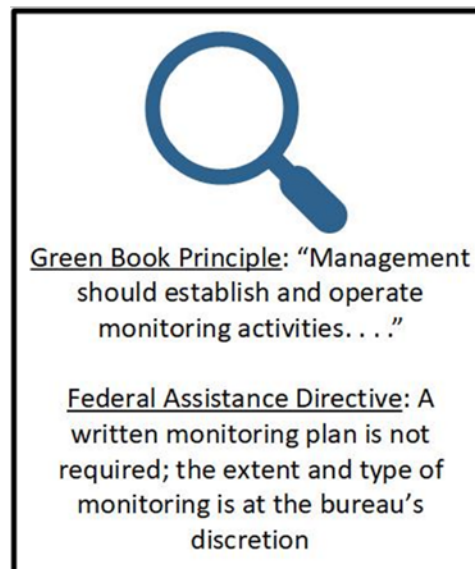 Green Book Principle: “Management
should establish and operate
monitoring activities. . . .”
Federal Assistance Directive: A
written monitoring plan is not
required; the extent and type of
monitoring is at the bureau’s
discretion